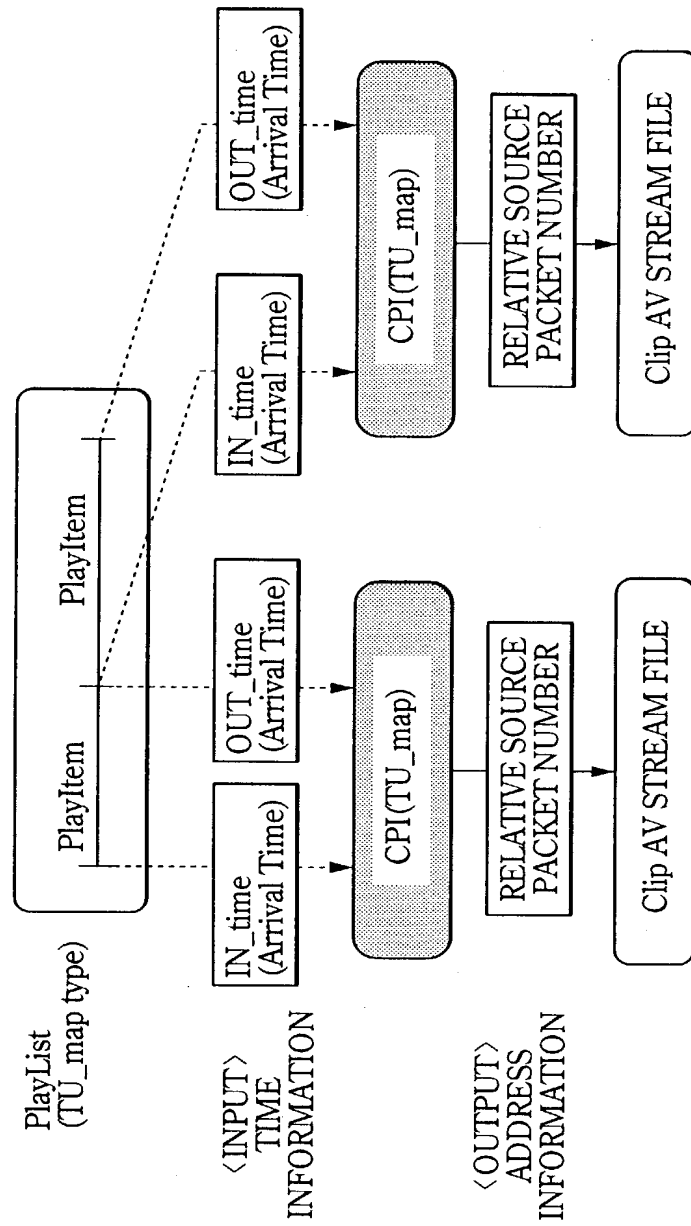 PlayList
(TU_map type)
PlayItem
PlayItem
<INPUT>
TIME
INFORMATION
IN_time
(Arrival Time)
OUT_time
(Arrival Time)
IN_time
(Arrival Time)
OUT_time
(Arrival Time)
CPI(TU_map)
CPI(TU_map)
<OUTPUT>
ADDRESS
INFORMATION
RELATIVE SOURCE
PACKET NUMBER
RELATIVE SOURCE
PACKET NUMBER
Clip AV STREAM FILE
Clip AV STREAM FILE